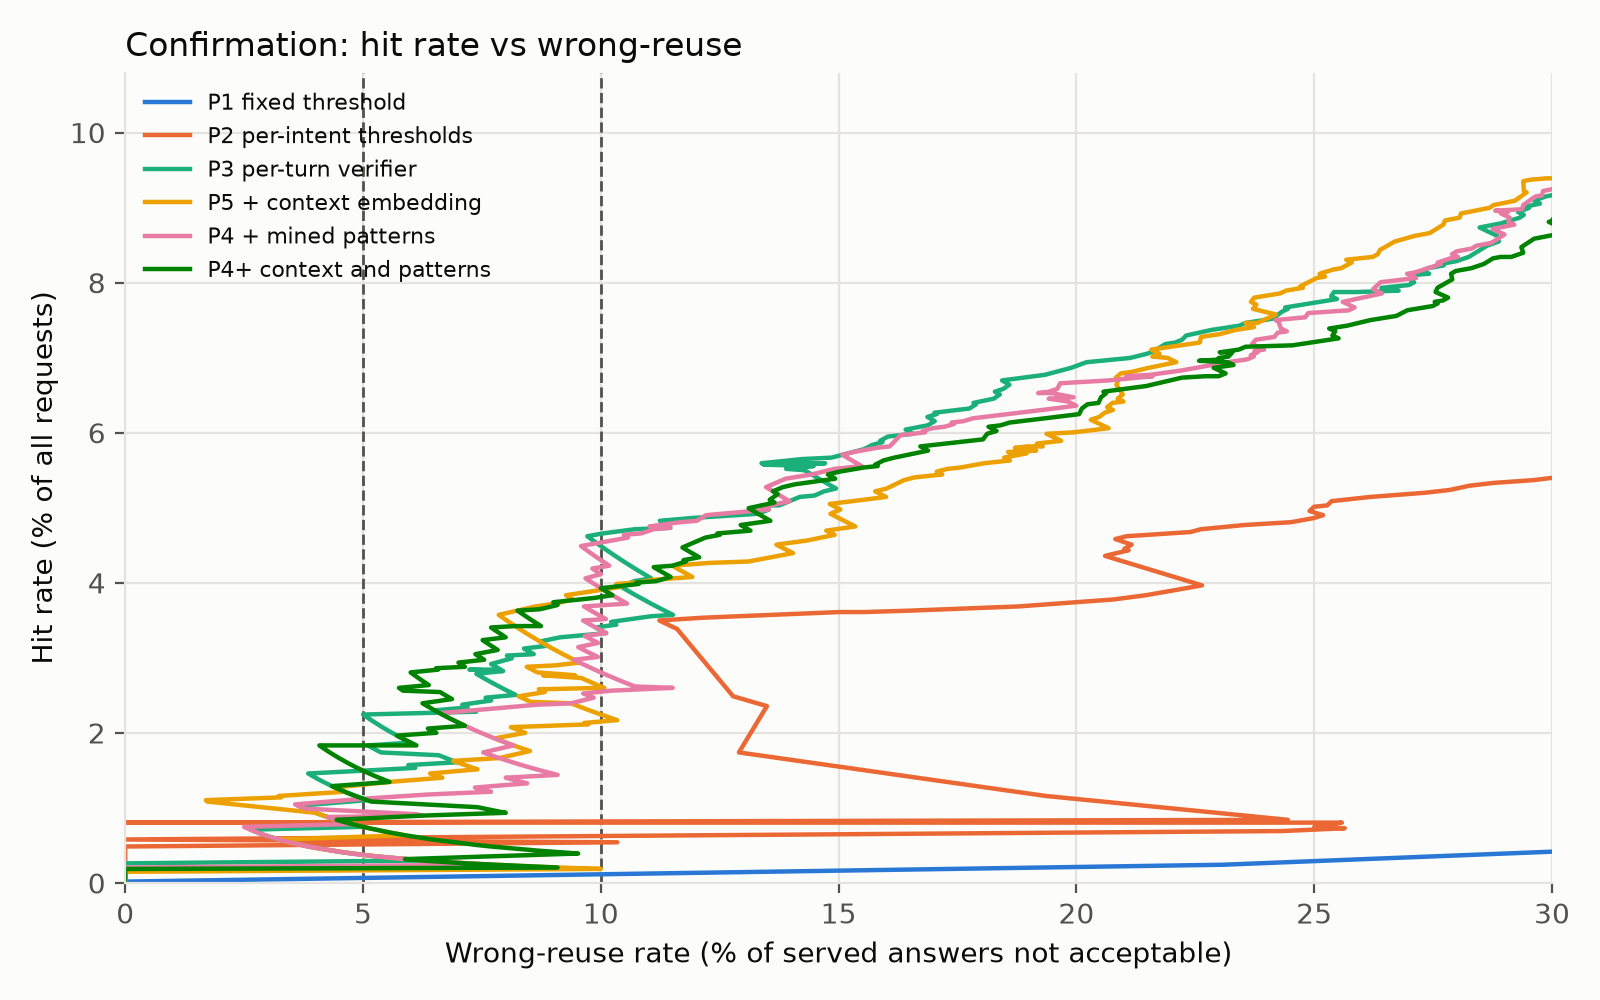 Confirmation: hit rate vs wrong-reuse
P1 fixed threshold
P2 per-intent thresholds
P3 per-turn verifier
P5 + context embedding
P4 + mined patterns
P4+ context and patterns
Hit rate (% of all requests)
10
8
6
4
2
0
0 5 10 15 20 25 30
Wrong-reuse rate (% of served answers not acceptable)